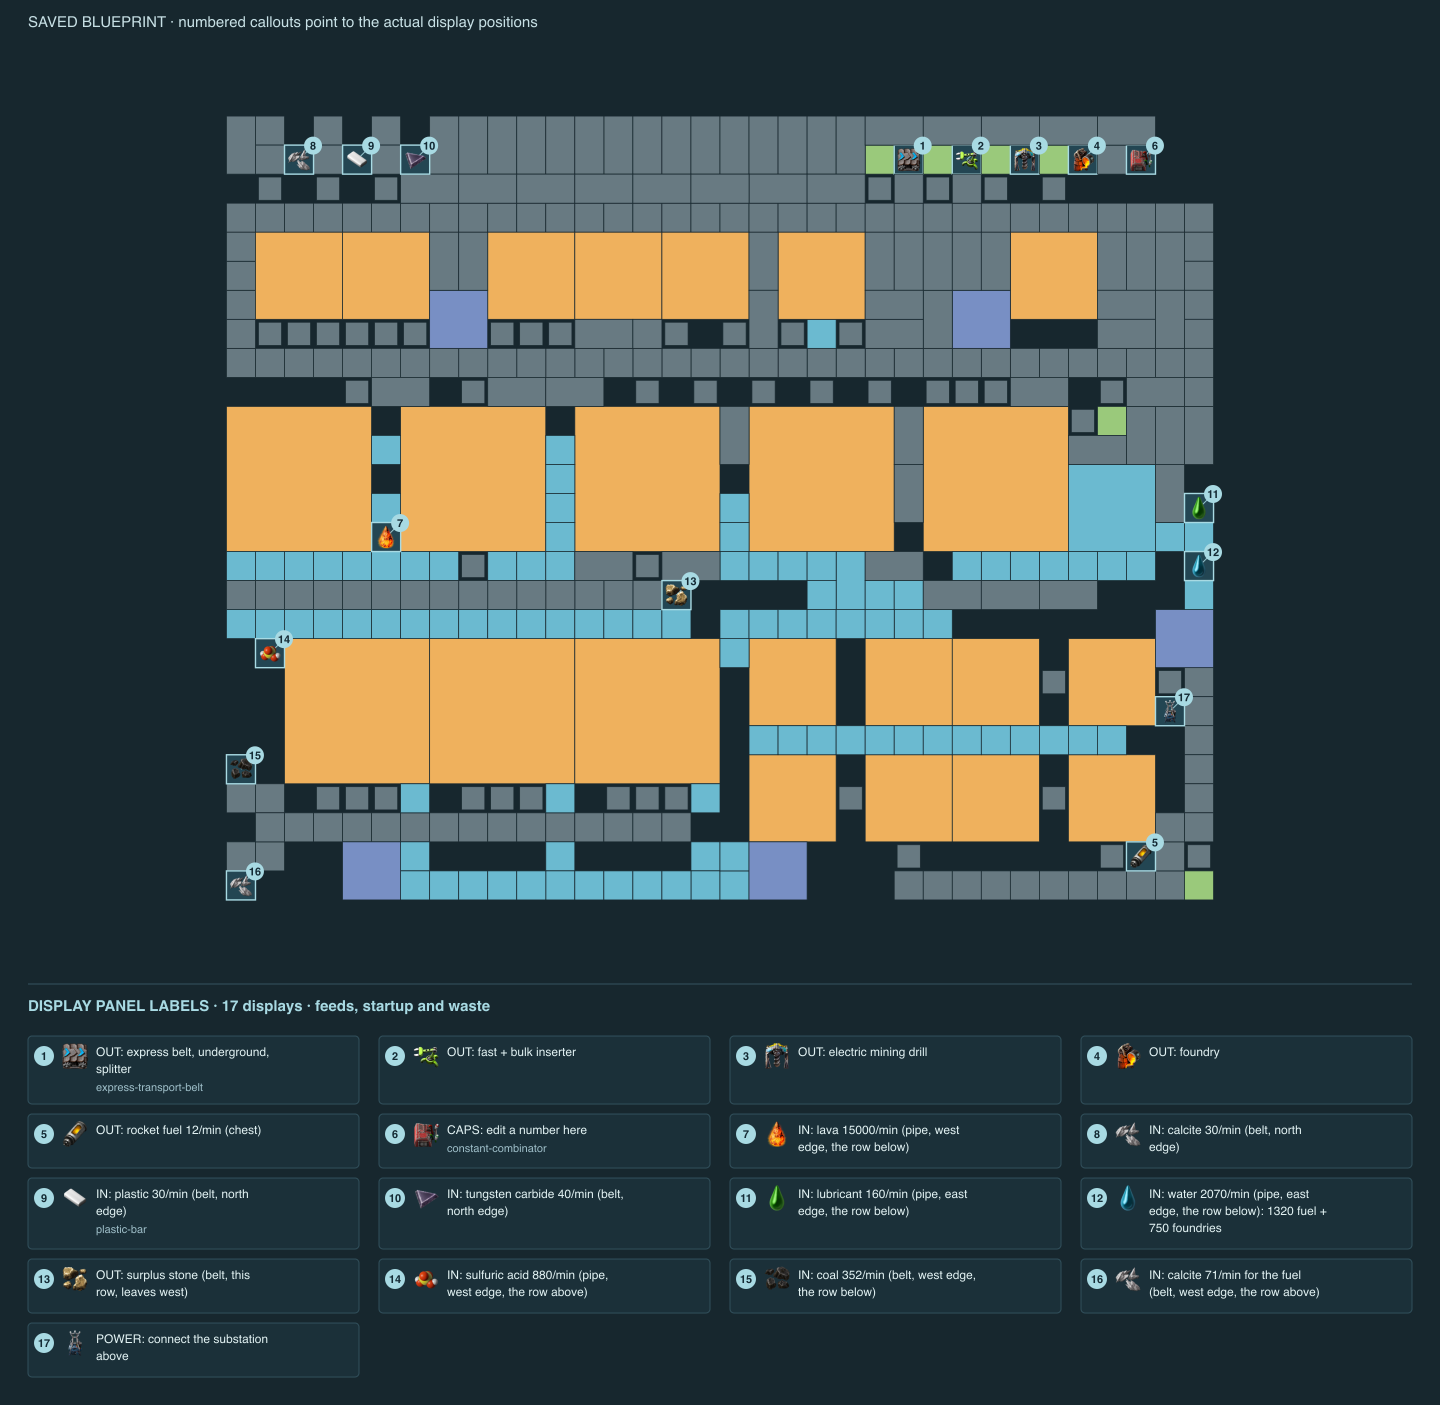 SAVED BLUEPRINT · numbered callouts point to the actual display positions
8
9
10
1
2
3
4
6
11
7
12
13
14
17
15
5
16
DISPLAY PANEL LABELS · 17 displays · feeds, startup and waste
1
OUT: express belt, underground,
splitter
express-transport-belt
2
OUT: fast + bulk inserter
3
OUT: electric mining drill
4
OUT: foundry
5
OUT: rocket fuel 12/min (chest)
6
CAPS: edit a number here
constant-combinator
7
IN: lava 15000/min (pipe, west
edge, the row below)
8
IN: calcite 30/min (belt, north
edge)
9
IN: plastic 30/min (belt, north
edge)
plastic-bar
10
IN: tungsten carbide 40/min (belt,
north edge)
11
IN: lubricant 160/min (pipe, east
edge, the row below)
12
IN: water 2070/min (pipe, east
edge, the row below): 1320 fuel +
750 foundries
13
OUT: surplus stone (belt, this
row, leaves west)
14
IN: sulfuric acid 880/min (pipe,
west edge, the row above)
15
IN: coal 352/min (belt, west edge,
the row below)
16
IN: calcite 71/min for the fuel
(belt, west edge, the row above)
17
POWER: connect the substation
above